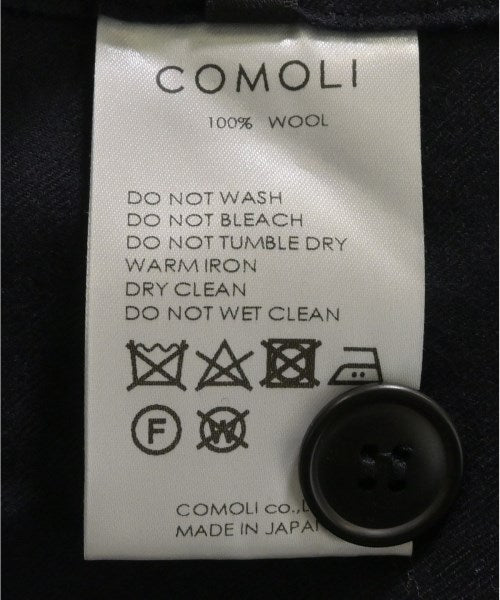 COMOLI
100% WOOL
DO NOT WASH
DO NOT BLEACH
DO NOT TUMBLE DRY
WARM IRON
DRY CLEAN
DO NOT WET CLEAN
F W
COMOLI co.,
MADE IN JAPA